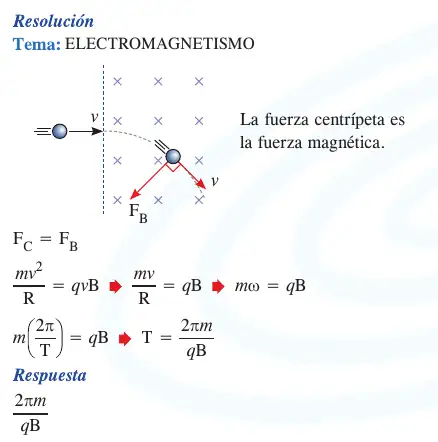 Resolución
Tema: ELECTROMAGNETISMO
v
La fuerza centrípeta es
la fuerza magnética.
v
F_B
F_C = F_B
mv²/R = qvB ➡ mv/R = qB ➡ mω = qB
m(2π/T) = qB ➡ T = 2πm/qB
Respuesta
2πm/qB